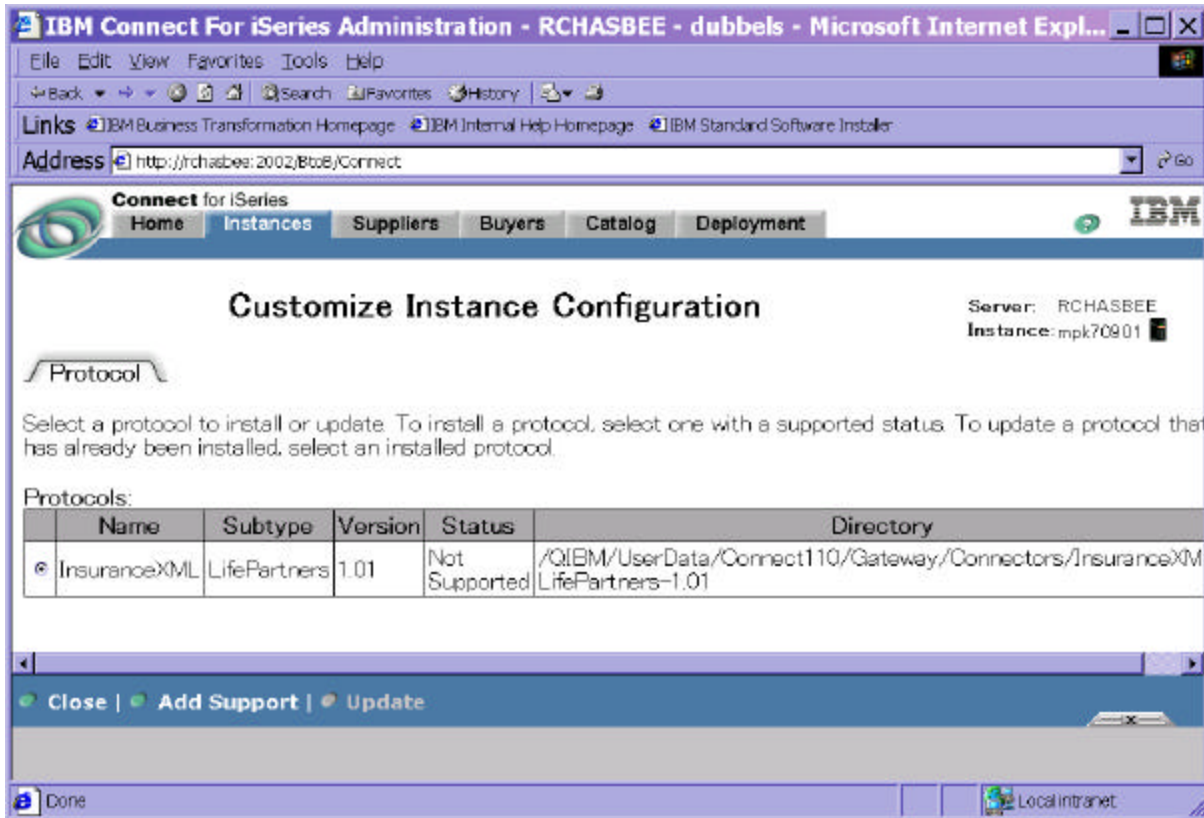 IBM Connect For iSeries Administration - RCHASBEE - dubbels - Microsoft Internet Expl...
File Edit View Favorites Tools Help
Back Search Favorites History
Links IBM Business Transformation Homepage IBM Internal Help Homepage IBM Standard Software Installer
Address http://rchasbee:2002/BtoB/Connect Go
Connect for iSeries
Home Instances Suppliers Buyers Catalog Deployment ? IBM
Customize Instance Configuration
Server: RCHASBEE
Instance: mpk70901
Protocol
Select a protocol to install or update. To install a protocol, select one with a supported status. To update a protocol that
has already been installed, select an installed protocol.
Protocols:
Name Subtype Version Status Directory
InsuranceXML LifePartners 1.01 Not Supported /QIBM/UserData/Connect110/Gateway/Connectors/InsuranceXM
LifePartners-1.01
Close | Add Support | Update
Done Local intranet